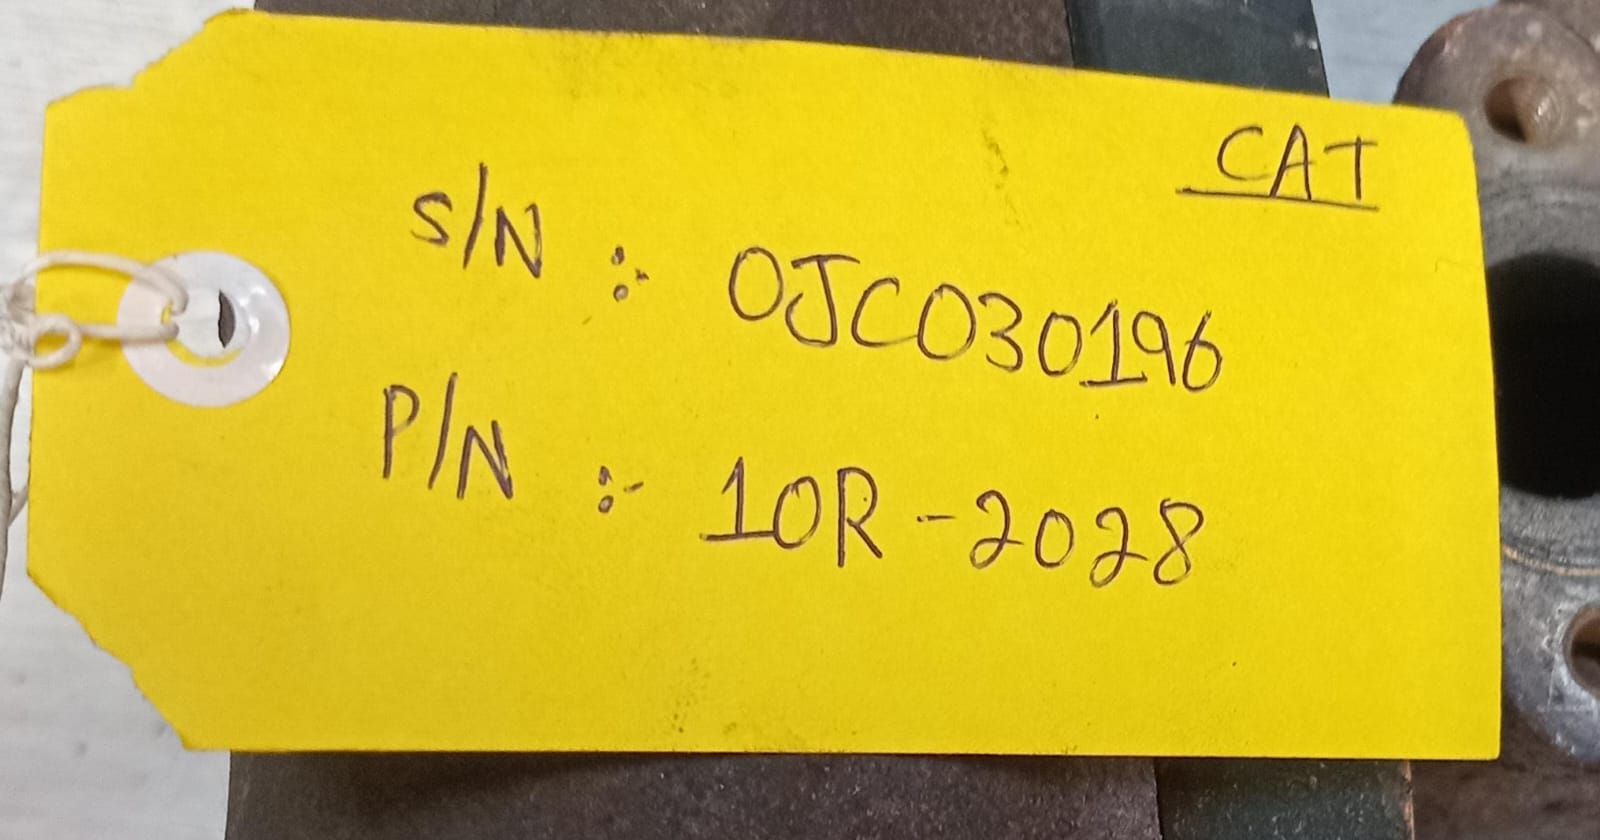 CAT
S/N :- 0JC030196
P/N :- 10R-2028